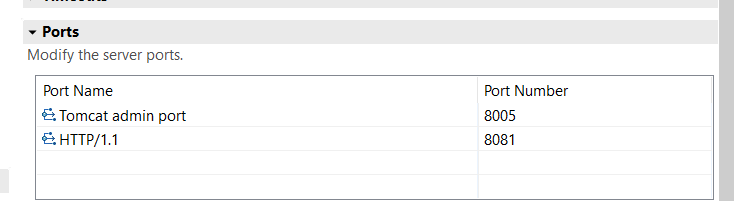 Ports
Modify the server ports.
Port Name Port Number
Tomcat admin port 8005
HTTP/1.1 8081